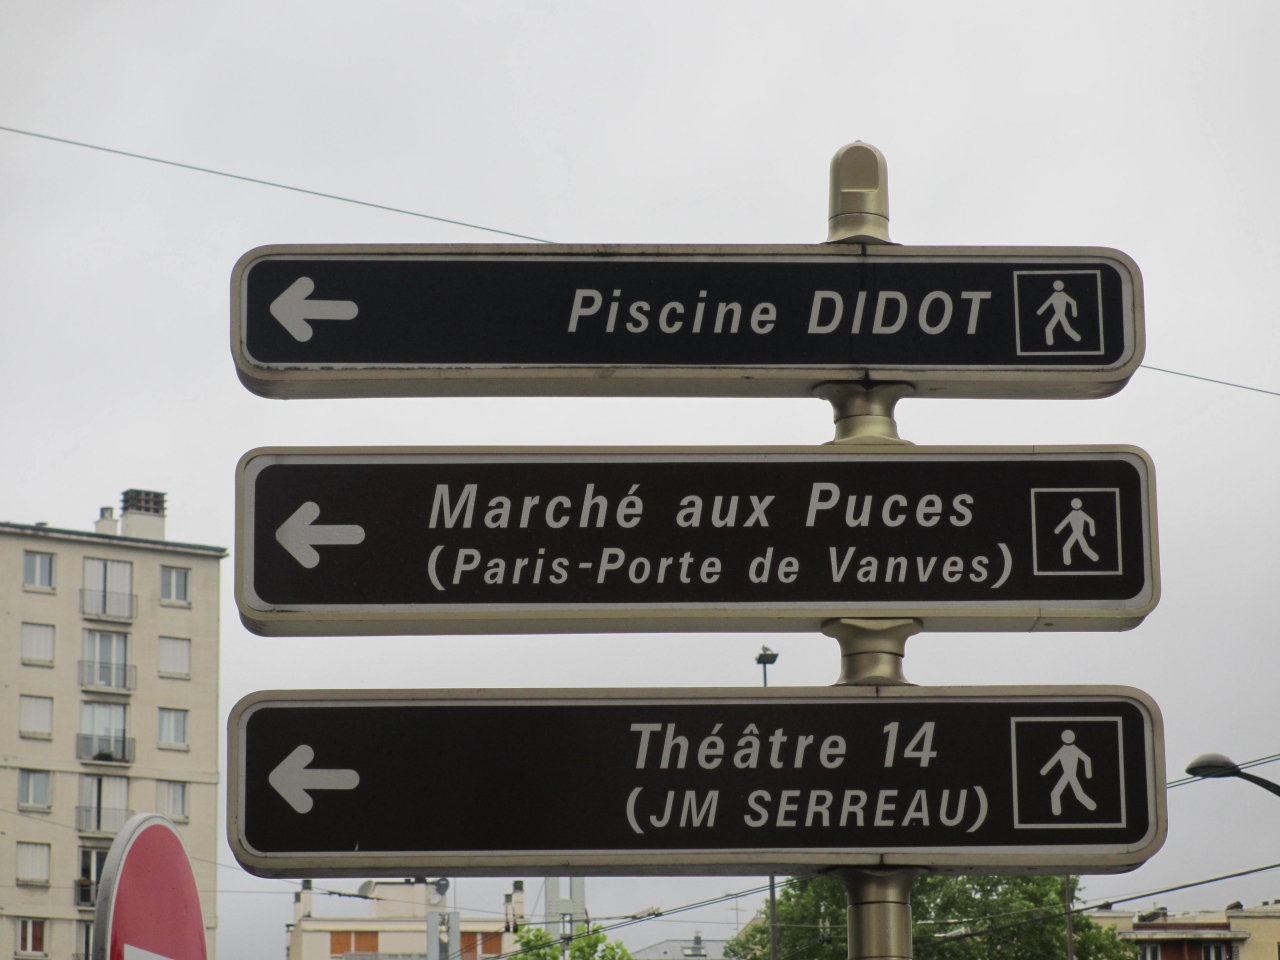 Piscine DIDOT
Marché aux Puces
(Paris-Porte de Vanves)
Théâtre 14
(JM SERREAU)